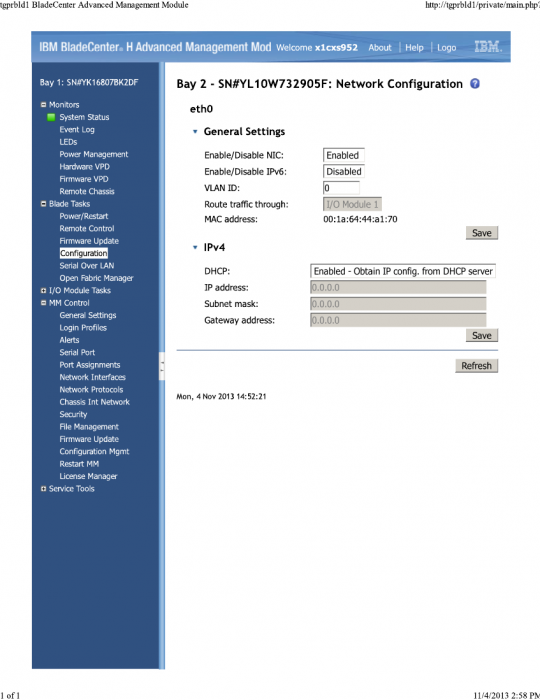 tgprbld1 BladeCenter Advanced Management Module http://tgprbld1/private/main.php?
IBM BladeCenter® H Advanced Management Mod Welcome x1cxs952 About | Help | Logo IBM.
Bay 1: SN#YK16807BK2DF
Monitors
System Status
Event Log
LEDs
Power Management
Hardware VPD
Firmware VPD
Remote Chassis
Blade Tasks
Power/Restart
Remote Control
Firmware Update
Configuration
Serial Over LAN
Open Fabric Manager
I/O Module Tasks
MM Control
General Settings
Login Profiles
Alerts
Serial Port
Port Assignments
Network Interfaces
Network Protocols
Chassis Int Network
Security
File Management
Firmware Update
Configuration Mgmt
Restart MM
License Manager
Service Tools
Bay 2 - SN#YL10W732905F: Network Configuration ?
eth0
General Settings
Enable/Disable NIC: Enabled
Enable/Disable IPv6: Disabled
VLAN ID: 0
Route traffic through: I/O Module 1
MAC address: 00:1a:64:44:a1:70
Save
IPv4
DHCP: Enabled - Obtain IP config. from DHCP server
IP address: 0.0.0.0
Subnet mask: 0.0.0.0
Gateway address: 0.0.0.0
Save
Refresh
Mon, 4 Nov 2013 14:52:21
1 of 1 11/4/2013 2:58 PM